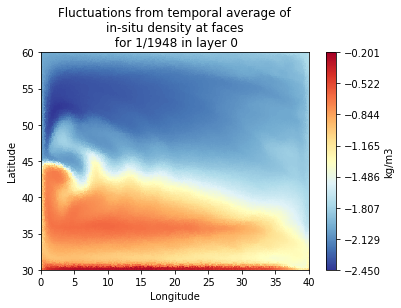 Fluctuations from temporal average of
in-situ density at faces
for 1/1948 in layer 0
60
55
50
45
40
35
30
Latitude
0 5 10 15 20 25 30 35 40
Longitude
−0.201
−0.522
−0.844
−1.165
−1.486
−1.807
−2.129
−2.450
kg/m3